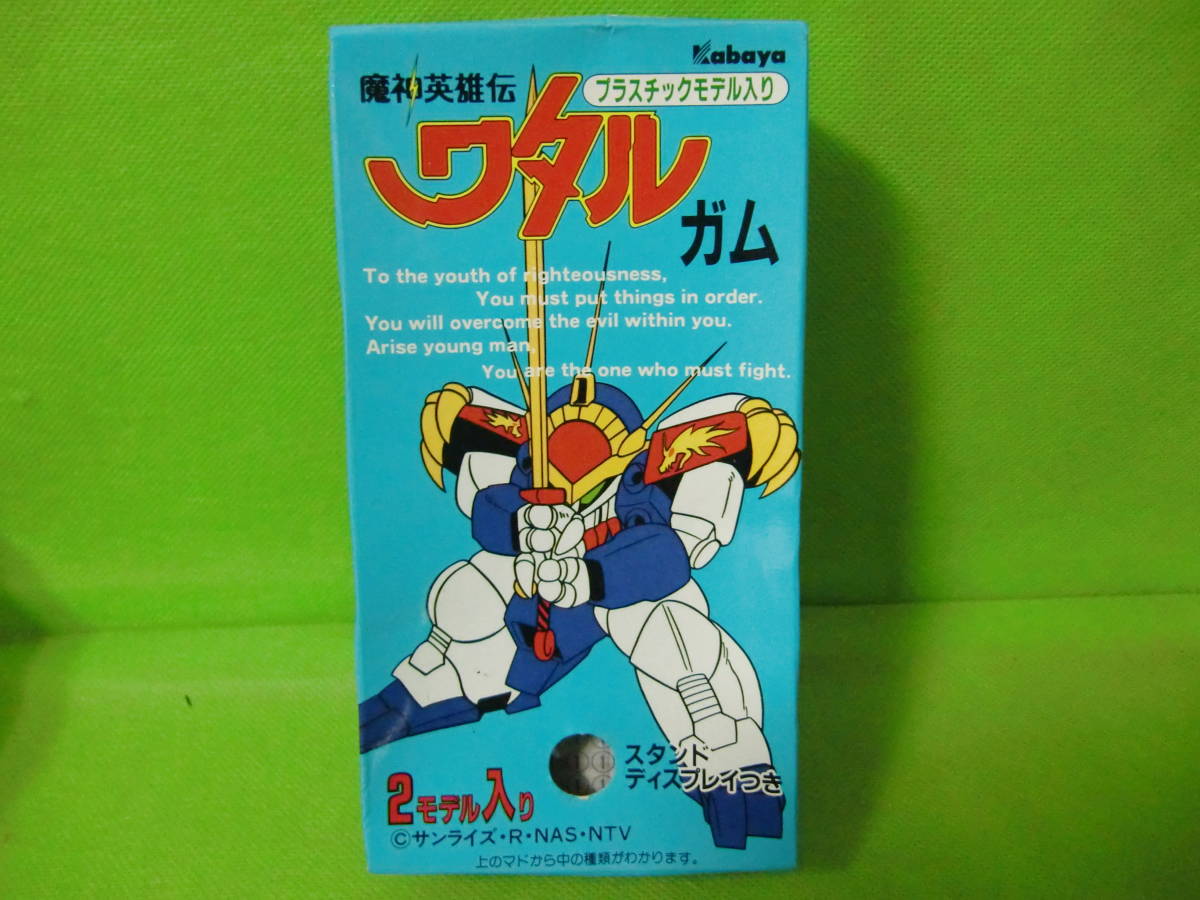 Kabaya
魔神英雄伝
プラスチックモデル入り
ワタル
ガム
To the youth of righteousness,
You must put things in order.
You will overcome the evil within you.
Arise young man,
You are the one who must fight.
スタンド
ディスプレイつき
2モデル入り
©サンライズ・R・NAS・NTV
上のマドから中の種類がわかります。